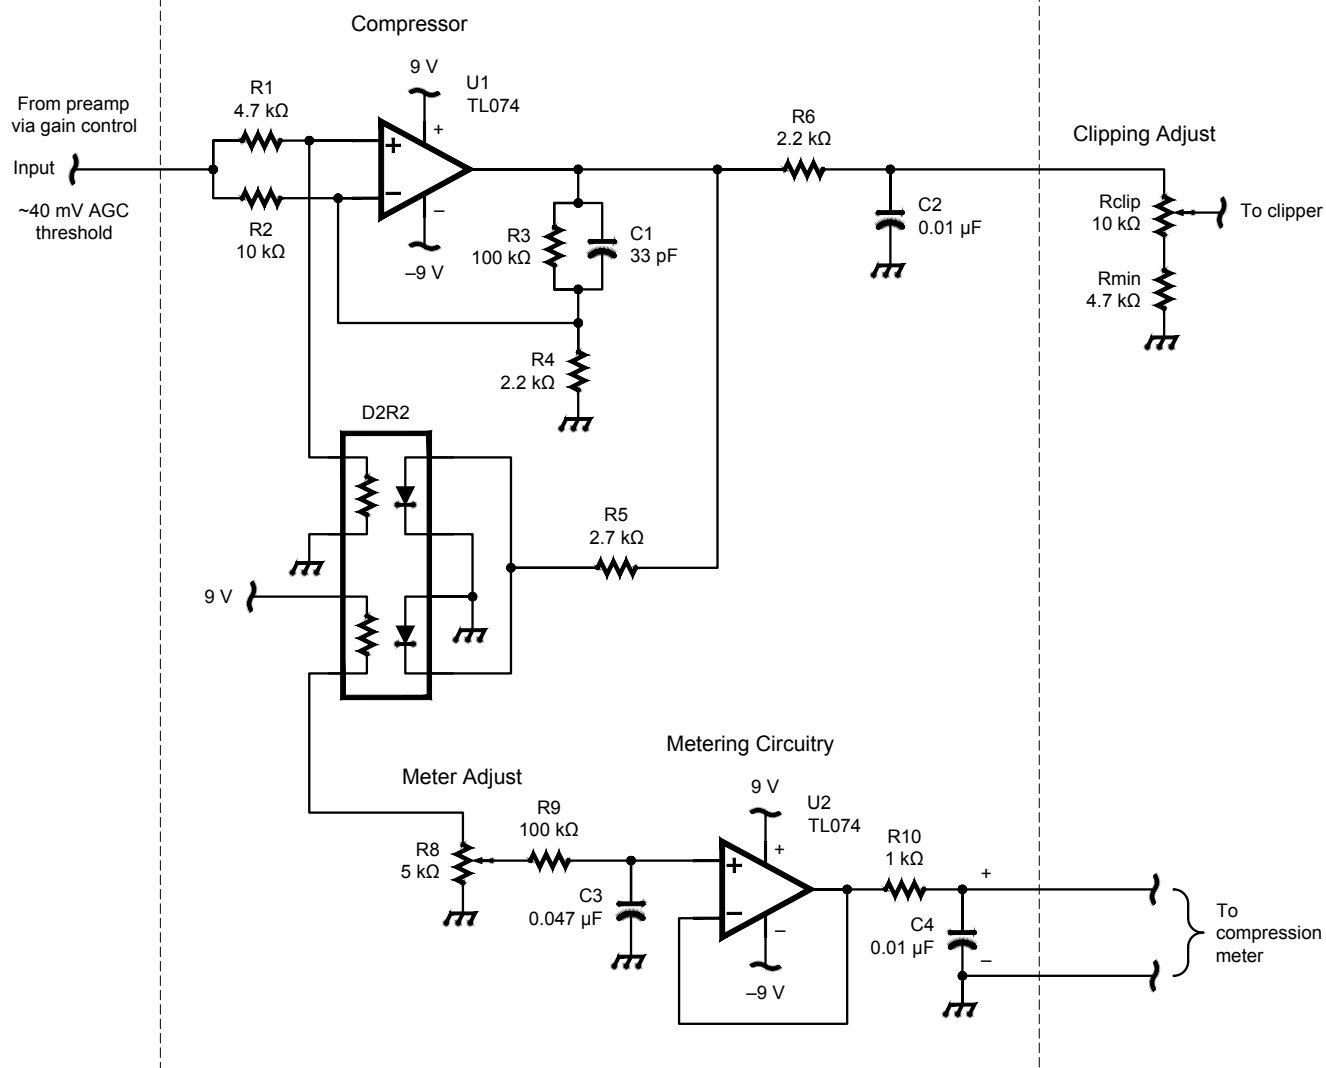 Compressor
9 V
U1
TL074
R1
4.7 kΩ
From preamp
via gain control
Input
~40 mV AGC
threshold
R2
10 kΩ
+
–
+
–
–9 V
R3
100 kΩ
C1
33 pF
R4
2.2 kΩ
R6
2.2 kΩ
C2
0.01 µF
Clipping Adjust
Rclip
10 kΩ
To clipper
Rmin
4.7 kΩ
D2R2
R5
2.7 kΩ
9 V
Metering Circuitry
Meter Adjust
9 V
U2
TL074
R8
5 kΩ
R9
100 kΩ
C3
0.047 µF
+
–
+
–
–9 V
R10
1 kΩ
C4
0.01 µF
+
–
To
compression
meter